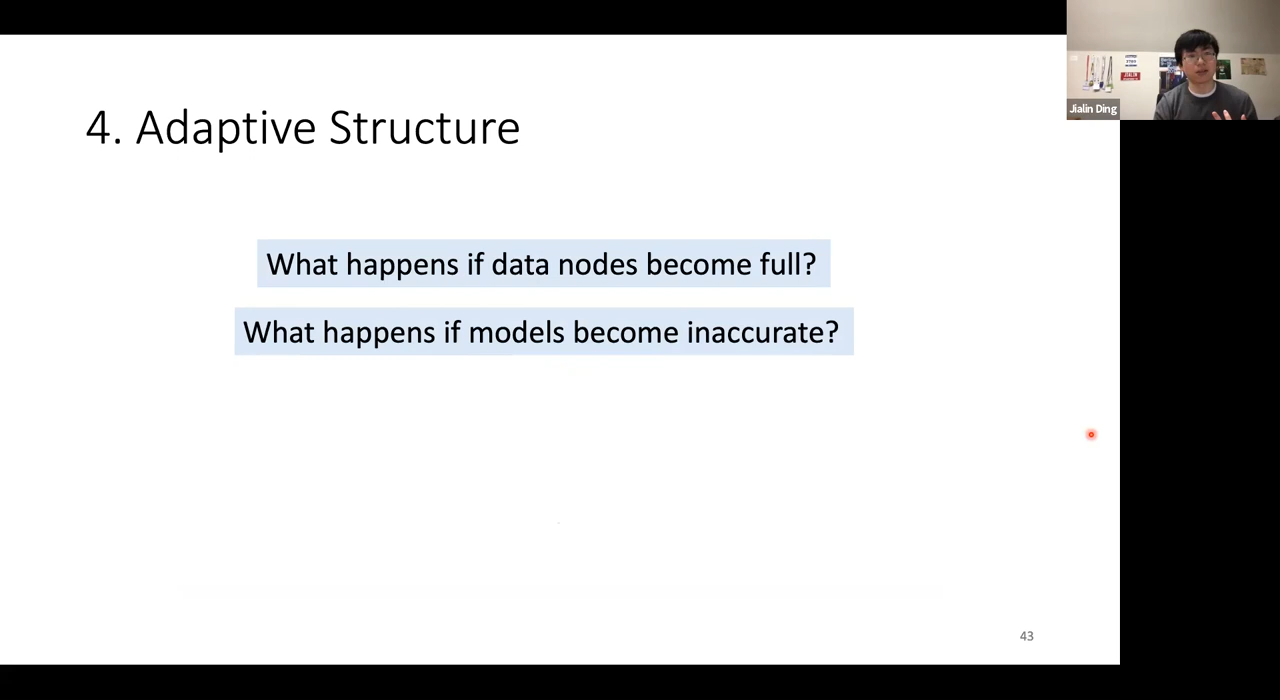 4. Adaptive Structure
What happens if data nodes become full?
What happens if models become inaccurate?
43
Jialin Ding